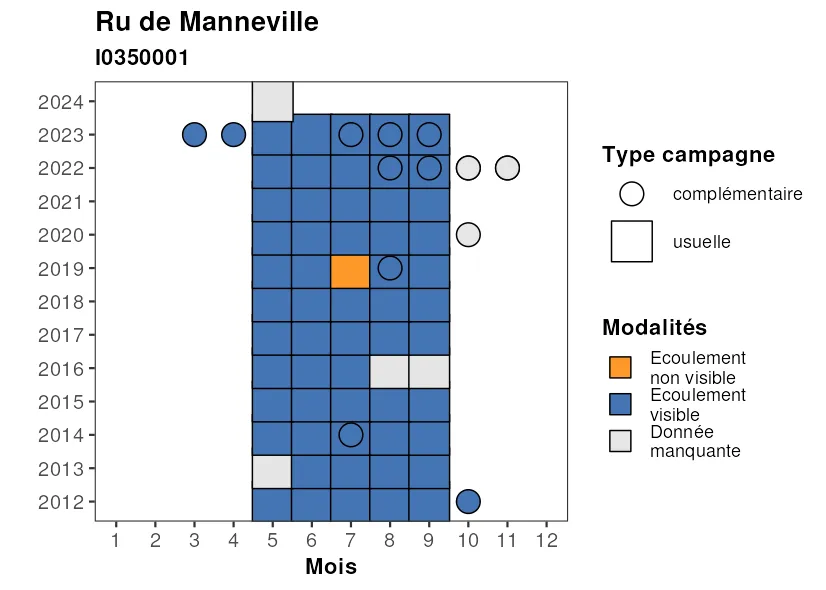 Ru de Manneville
I0350001
2024
2023
2022
2021
2020
2019
2018
2017
2016
2015
2014
2013
2012
1 2 3 4 5 6 7 8 9 10 11 12
Mois
Type campagne
complémentaire
usuelle
Modalités
Ecoulement
non visible
Ecoulement
visible
Donnée
manquante